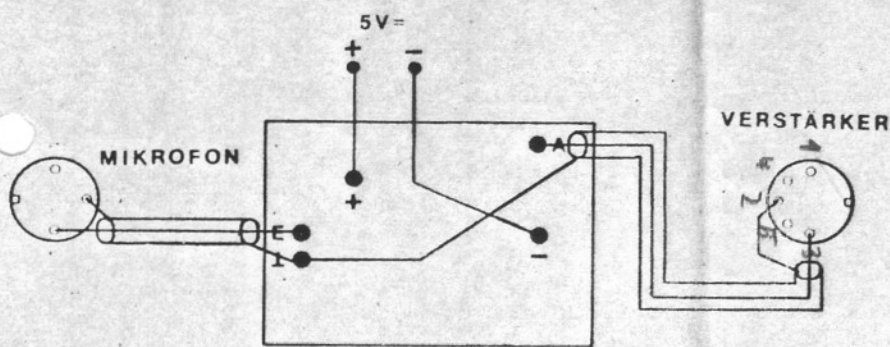 5V=
+ −
VERSTÄRKER
MIKROFON
A
+
E
1
−
1
4
2
5
3